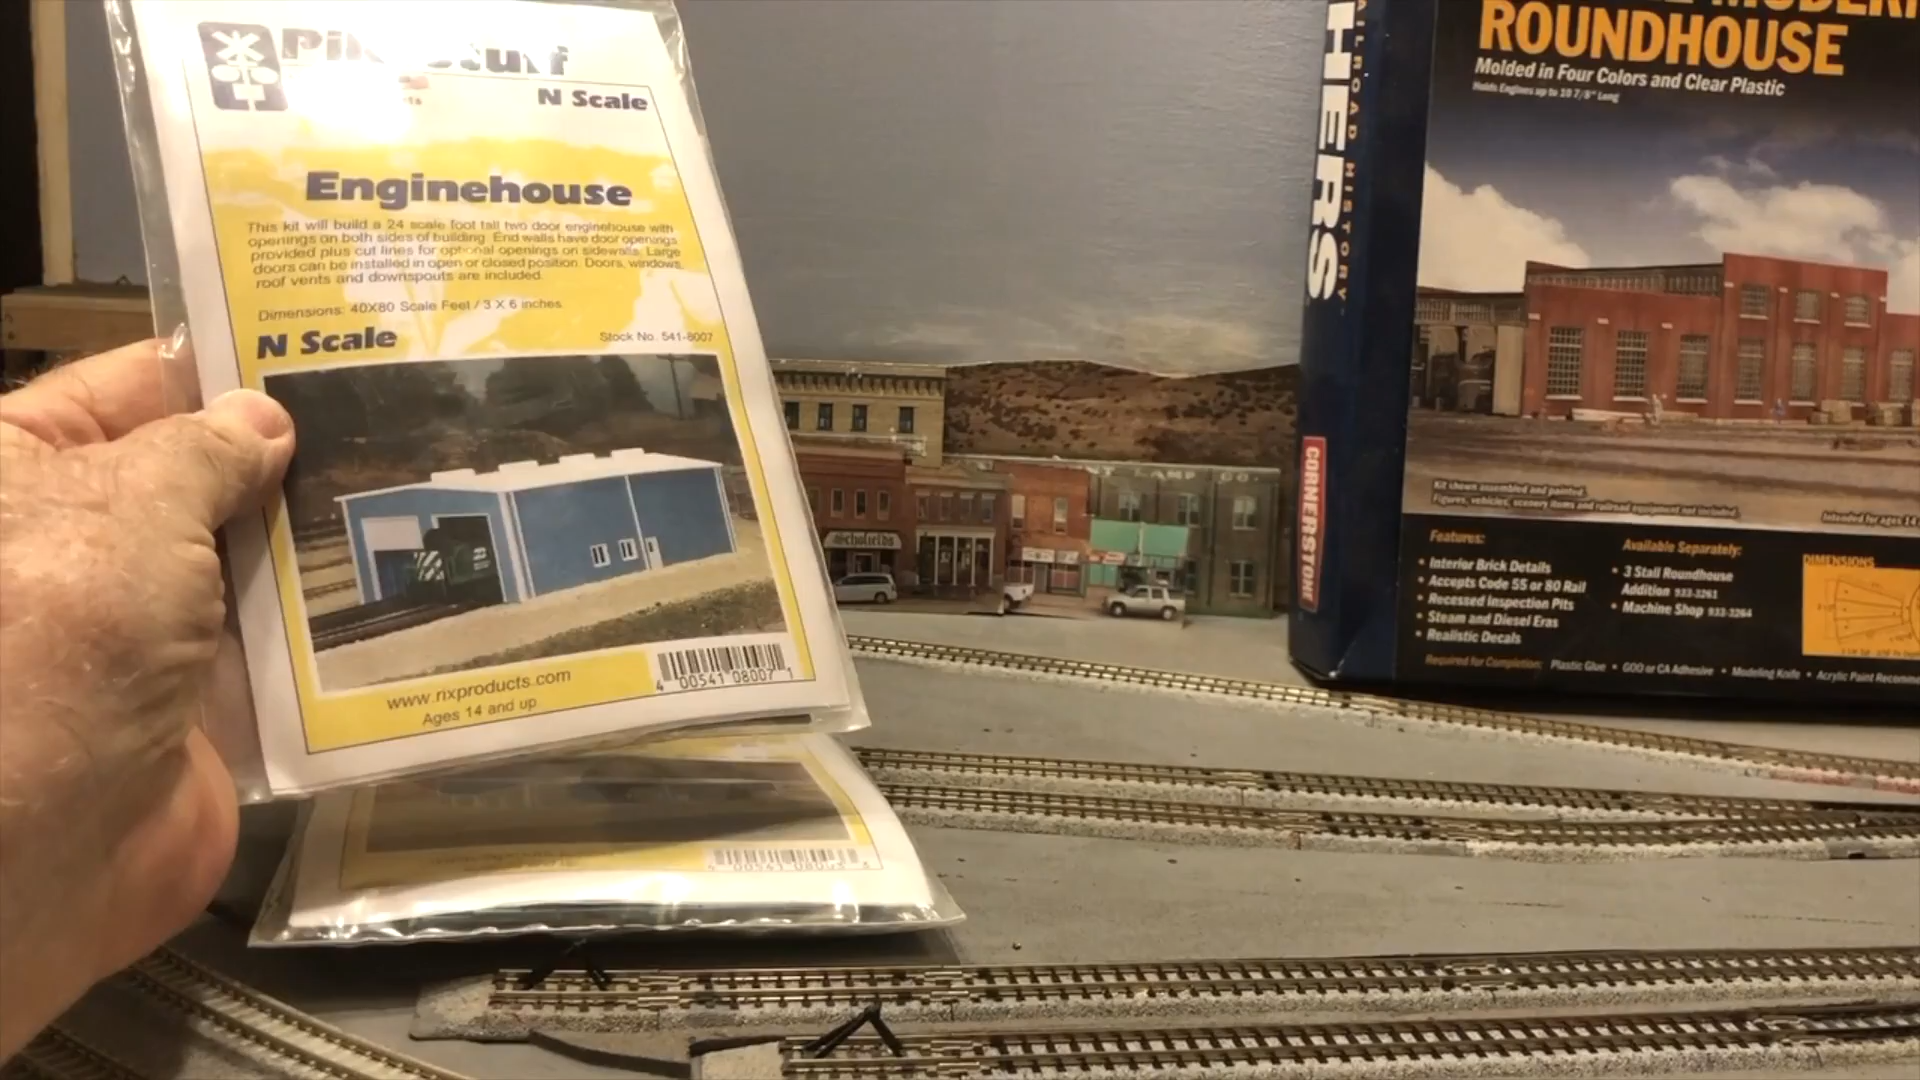 N Scale
Enginehouse
This kit will build a 24 scale foot tall two door enginehouse with
openings on both sides of building. End walls have door openings
provided plus cut lines for optional openings on sidewalls. Large
doors can be installed in open or closed position. Doors, windows,
roof vents and downspouts are included.
Dimensions: 40X80 Scale Feet / 3 X 6 inches
N Scale
Stock No. 541-8007
www.rixproducts.com
Ages 14 and up
4 00541 08007 1
Scholfields
HERS
RAILROAD HISTORY
CORNERSTONE
MODERN
ROUNDHOUSE
Molded in Four Colors and Clear Plastic
Holds Engines up to 10 7/8" Long
Kit shown assembled and painted.
Figures, vehicles, scenery items and railroad equipment not included.
Intended for ages 14
Features:
• Interior Brick Details
• Accepts Code 55 or 80 Rail
• Recessed Inspection Pits
• Steam and Diesel Eras
• Realistic Decals
Available Separately:
• 3 Stall Roundhouse
Addition 933-3261
• Machine Shop 933-3264
DIMENSIONS
Required for Completion: Plastic Glue • GOO or CA Adhesive • Modeling Knife • Acrylic Paint Recomme